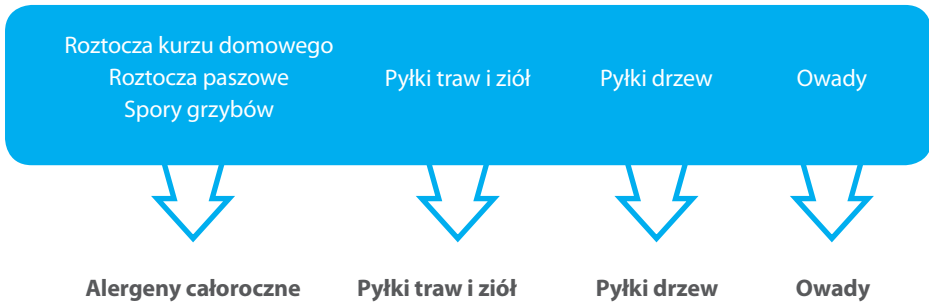 Roztocza kurzu domowego
Roztocza paszowe
Spory grzybów
Pyłki traw i ziół
Pyłki drzew
Owady
Alergeny całoroczne
Pyłki traw i ziół
Pyłki drzew
Owady